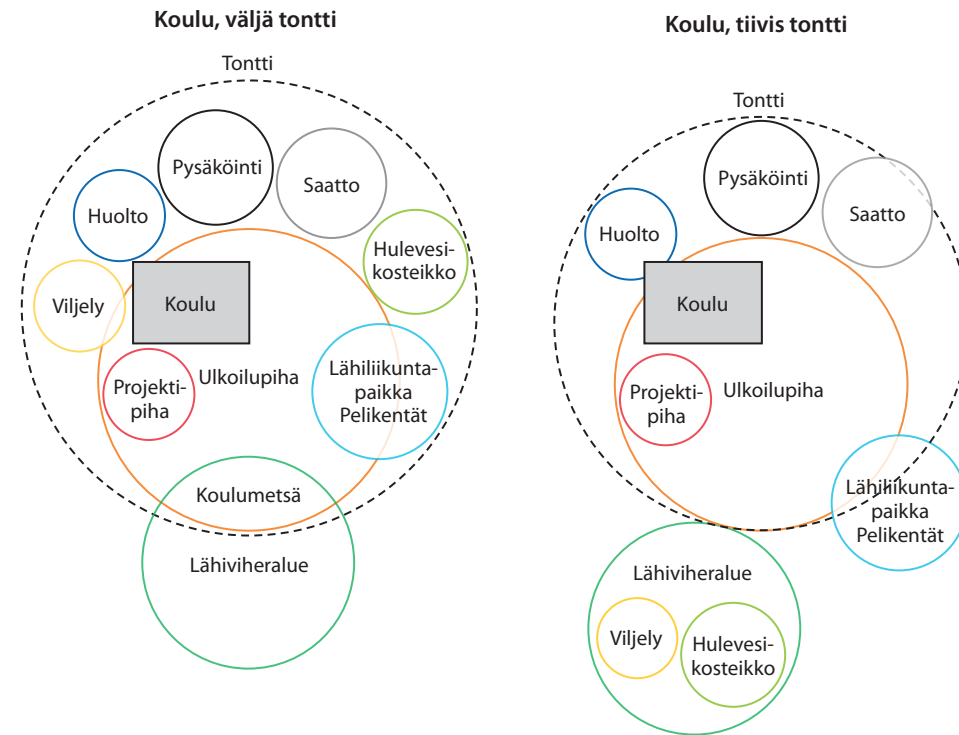 Koulu, väljä tontti
Tontti
Pysäköinti
Saatto
Huolto
Hulevesi-
kosteikko
Viljely
Koulu
Projekti-
piha
Ulkoilupiha
Lähiliikunta-
paikka
Pelikentät
Koulumetsä
Lähiviheralue
Koulu, tiivis tontti
Tontti
Pysäköinti
Saatto
Huolto
Koulu
Projekti-
piha
Ulkoilupiha
Lähiliikunta-
paikka
Pelikentät
Lähiviheralue
Viljely
Hulevesi-
kosteikko